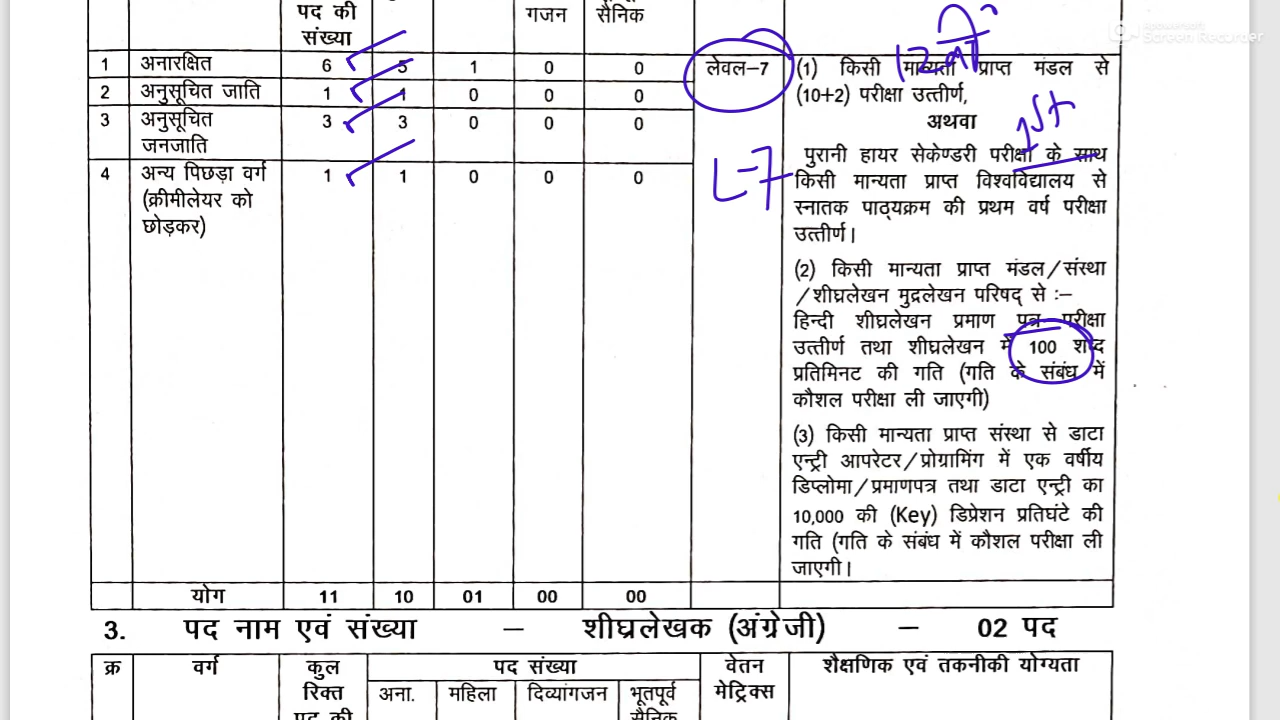 पद की गजन सैनिक
संख्या
1 अनारक्षित 6 5 1 0 0 लेवल–7 (1) किसी मान्यता प्राप्त मंडल से
12वीं
2 अनुसूचित जाति 1 1 0 0 0 (10+2) परीक्षा उत्तीर्ण,
3 अनुसूचित 3 3 0 0 0 अथवा
1st
जनजाति पुरानी हायर सेकेण्डरी परीक्षा के साथ
4 अन्य पिछड़ा वर्ग 1 1 0 0 0 L-7 किसी मान्यता प्राप्त विश्वविद्यालय से
(क्रीमीलेयर को स्नातक पाठ्यक्रम की प्रथम वर्ष परीक्षा
छोड़कर) उत्तीर्ण।
(2) किसी मान्यता प्राप्त मंडल/संस्था
/शीघ्रलेखन मुद्रलेखन परिषद् से :–
हिन्दी शीघ्रलेखन प्रमाण पत्र परीक्षा
उत्तीर्ण तथा शीघ्रलेखन में 100 शब्द
प्रतिमिनट की गति (गति के संबंध में
कौशल परीक्षा ली जाएगी)
(3) किसी मान्यता प्राप्त संस्था से डाटा
एन्ट्री आपरेटर/प्रोग्रामिंग में एक वर्षीय
डिप्लोमा/प्रमाणपत्र तथा डाटा एन्ट्री का
10,000 की (Key) डिप्रेशन प्रतिघंटे की
गति (गति के संबंध में कौशल परीक्षा ली
जाएगी।
योग 11 10 01 00 00
3. पद नाम एवं संख्या – शीघ्रलेखक (अंग्रेजी) – 02 पद
क्र वर्ग कुल पद संख्या वेतन शैक्षणिक एवं तकनीकी योग्यता
रिक्त अना. महिला दिव्यांगजन भूतपूर्व मेट्रिक्स
पद की सैनिक
Apowersoft
Screen Recorder